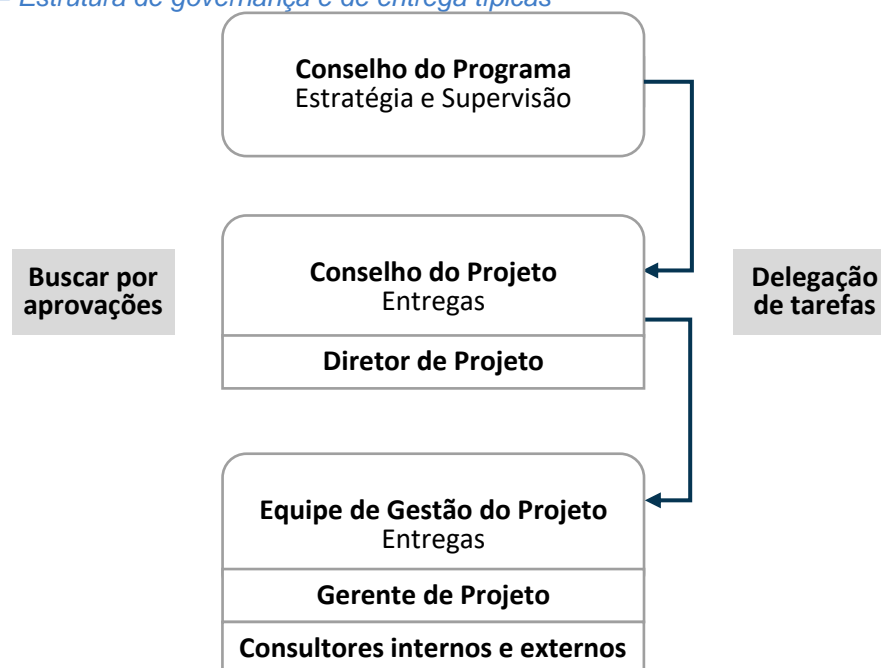 – Estrutura de governança e de entrega típicas
Conselho do Programa
Estratégia e Supervisão
Buscar por
aprovações
Conselho do Projeto
Entregas
Diretor de Projeto
Delegação
de tarefas
Equipe de Gestão do Projeto
Entregas
Gerente de Projeto
Consultores internos e externos